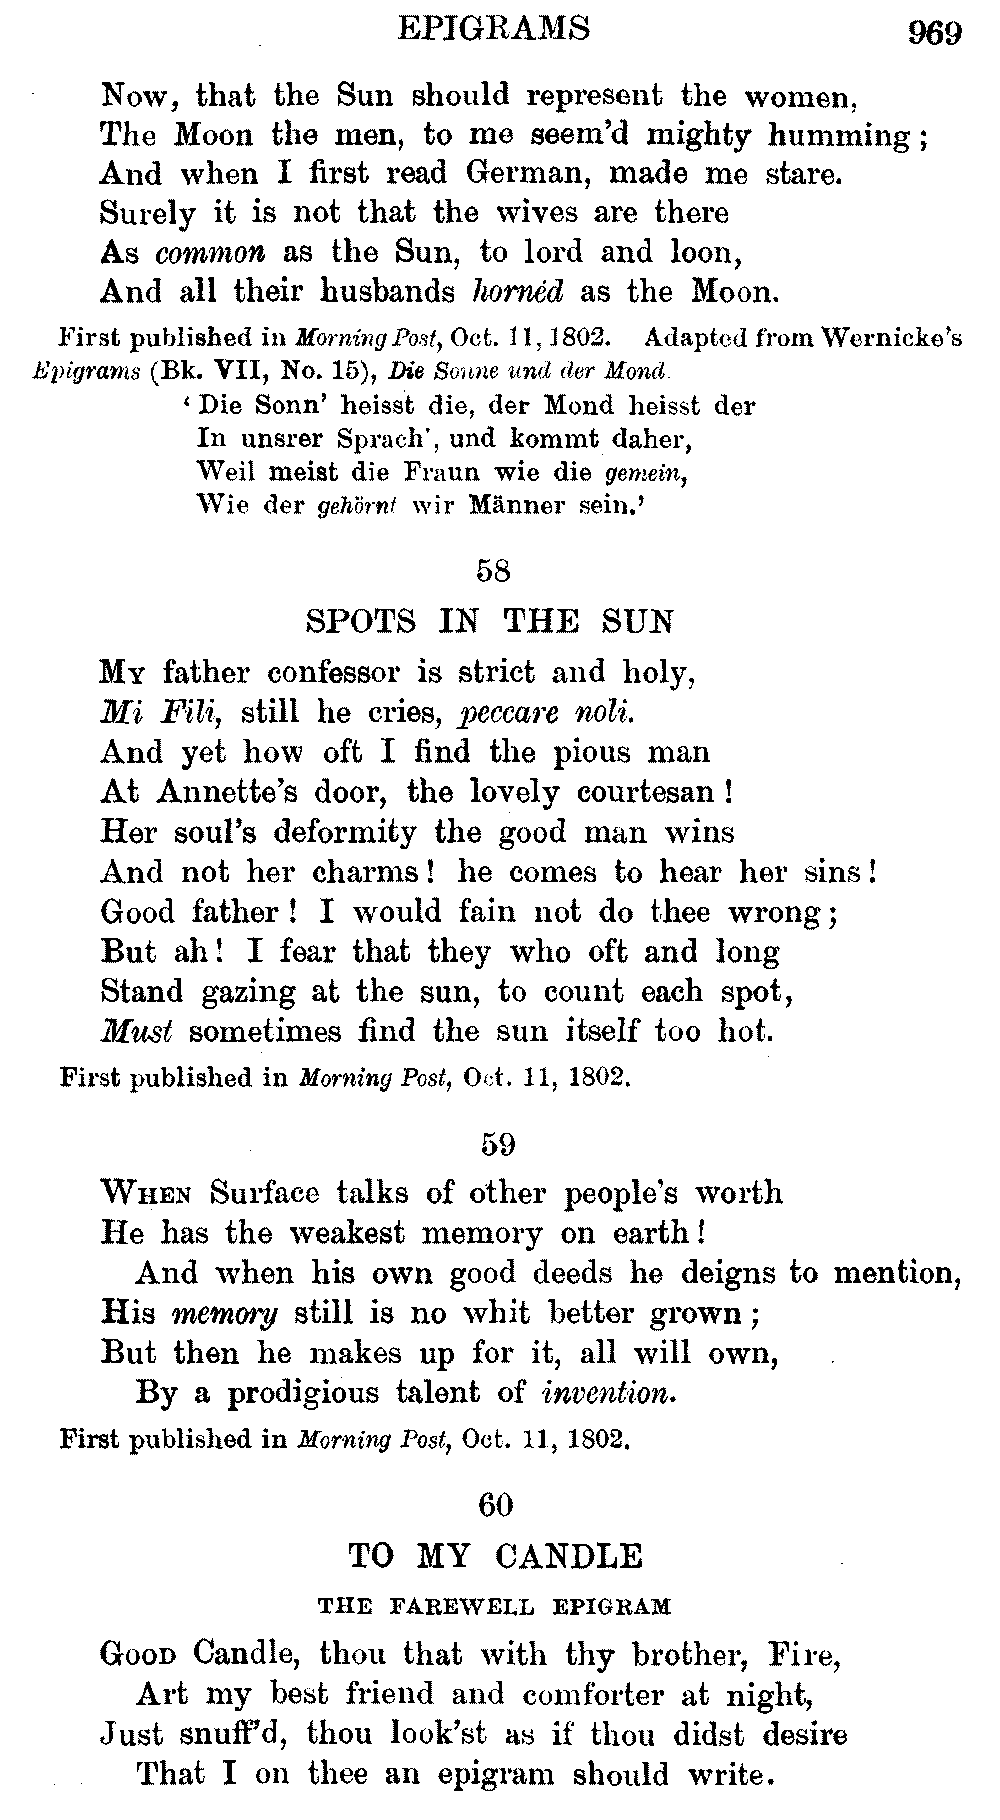 EPIGRAMS 969
Now, that the Sun should represent the women,
The Moon the men, to me seem'd mighty humming;
And when I first read German, made me stare.
Surely it is not that the wives are there
As common as the Sun, to lord and loon,
And all their husbands hornéd as the Moon.
First published in Morning Post, Oct. 11, 1802. Adapted from Wernicke's
Epigrams (Bk. VII, No. 15), Die Sonne und der Mond.
'Die Sonn' heisst die, der Mond heisst der
In unsrer Sprach', und kommt daher,
Weil meist die Fraun wie die gemein,
Wie der gehörnt wir Männer sein.'
58
SPOTS IN THE SUN
My father confessor is strict and holy,
Mi Fili, still he cries, peccare noli.
And yet how oft I find the pious man
At Annette's door, the lovely courtesan!
Her soul's deformity the good man wins
And not her charms! he comes to hear her sins!
Good father! I would fain not do thee wrong;
But ah! I fear that they who oft and long
Stand gazing at the sun, to count each spot,
Must sometimes find the sun itself too hot.
First published in Morning Post, Oct. 11, 1802.
59
When Surface talks of other people's worth
He has the weakest memory on earth!
And when his own good deeds he deigns to mention,
His memory still is no whit better grown;
But then he makes up for it, all will own,
By a prodigious talent of invention.
First published in Morning Post, Oct. 11, 1802.
60
TO MY CANDLE
THE FAREWELL EPIGRAM
Good Candle, thou that with thy brother, Fire,
Art my best friend and comforter at night,
Just snuff'd, thou look'st as if thou didst desire
That I on thee an epigram should write.